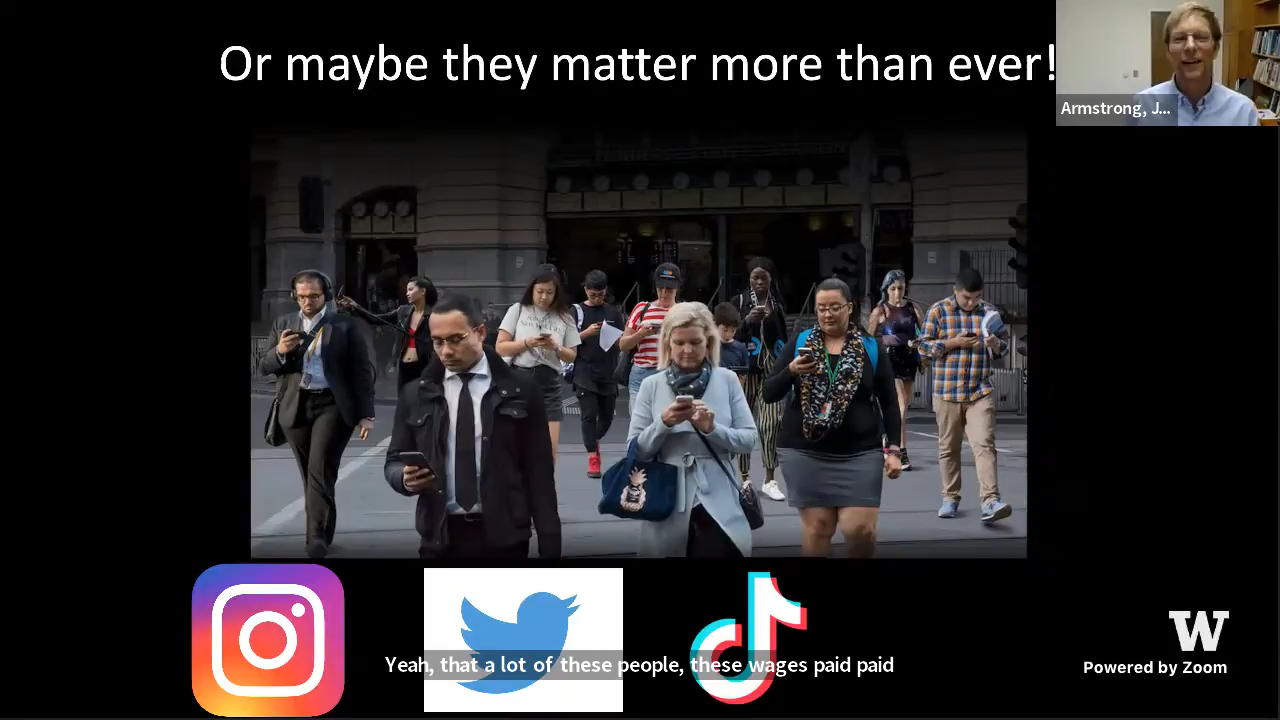 Or maybe they matter more than ever!
Armstrong, J...
Yeah, that a lot of these people, these wages paid paid
W
Powered by Zoom